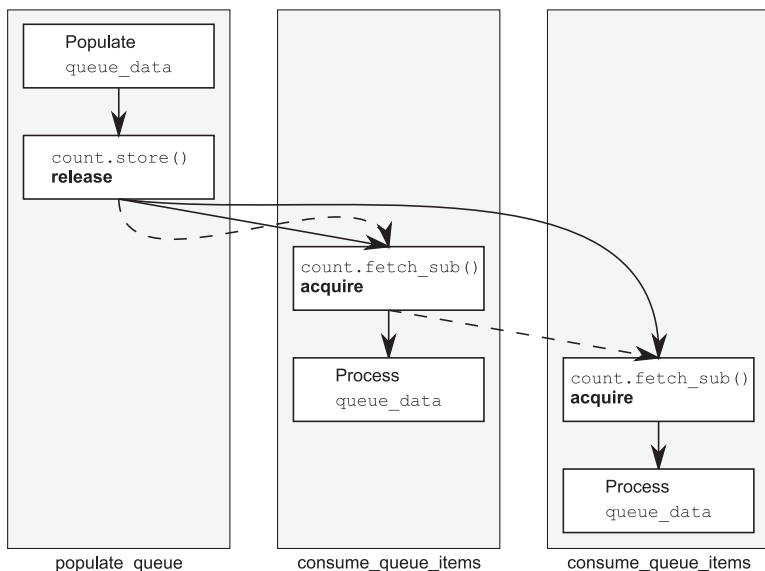 Populate
queue_data
count.store()
release
count.fetch_sub()
acquire
Process
queue_data
count.fetch_sub()
acquire
Process
queue_data
populate_queue
consume_queue_items
consume_queue_items